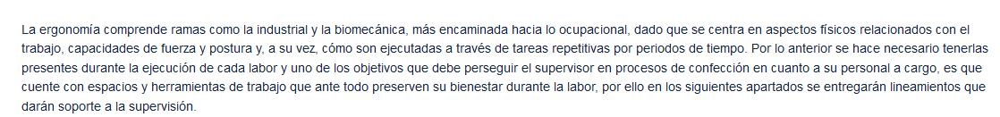 La ergonomía comprende ramas como la industrial y la biomecánica, más encaminada hacia lo ocupacional, dado que se centra en aspectos físicos relacionados con el
trabajo, capacidades de fuerza y postura y, a su vez, cómo son ejecutadas a través de tareas repetitivas por periodos de tiempo. Por lo anterior se hace necesario tenerlas
presentes durante la ejecución de cada labor y uno de los objetivos que debe perseguir el supervisor en procesos de confección en cuanto a su personal a cargo, es que
cuente con espacios y herramientas de trabajo que ante todo preserven su bienestar durante la labor, por ello en los siguientes apartados se entregarán lineamientos que
darán soporte a la supervisión.